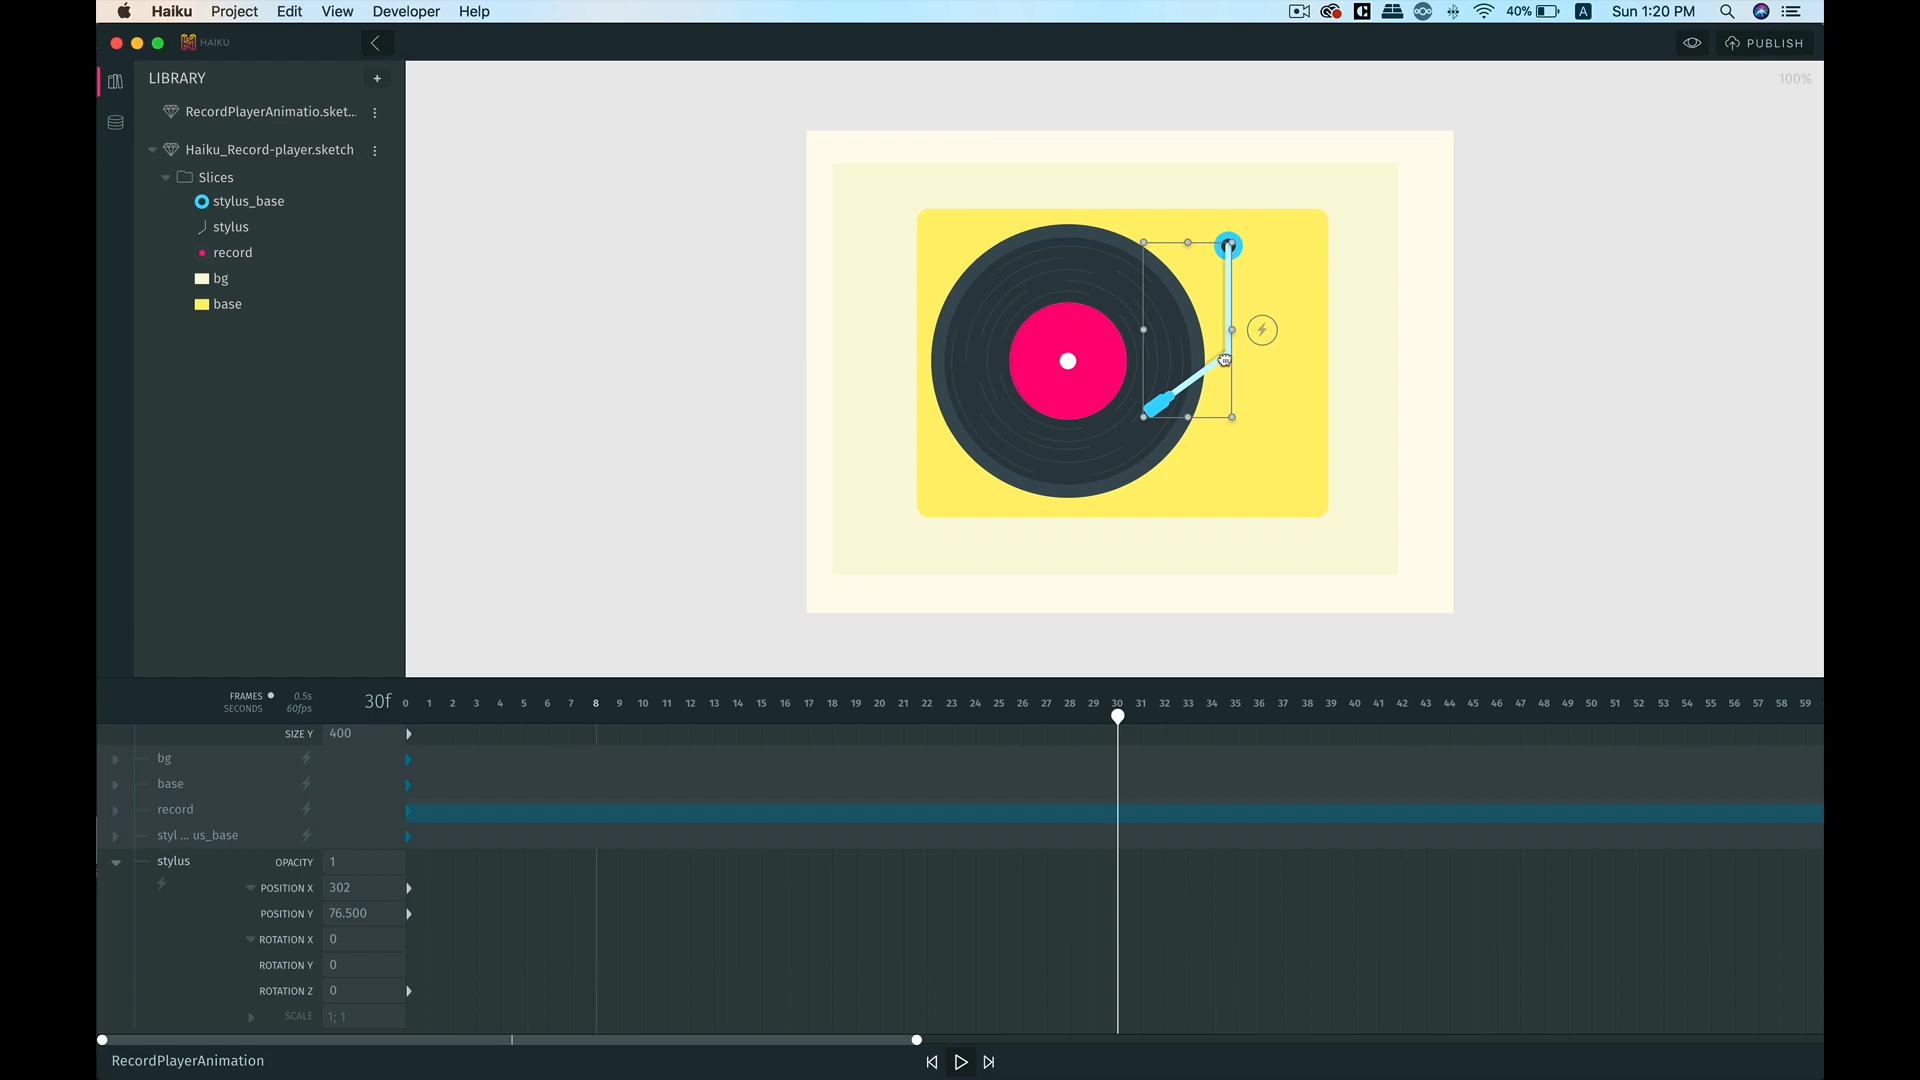 Haiku Project Edit View Developer Help 40% A Sun 1:20 PM
HAIKU PUBLISH
LIBRARY + 100%
RecordPlayerAnimatio.sket...
Haiku_Record-player.sketch
Slices
stylus_base
stylus
record
bg
base
FRAMES 0.5s
SECONDS 60fps
30f 0 1 2 3 4 5 6 7 8 9 10 11 12 13 14 15 16 17 18 19 20 21 22 23 24 25 26 27 28 29 30 31 32 33 34 35 36 37 38 39 40 41 42 43 44 45 46 47 48 49 50 51 52 53 54 55 56 57 58 59
SIZE Y 400
bg
base
record
styl ... us_base
stylus OPACITY 1
POSITION X 302
POSITION Y 76.500
ROTATION X 0
ROTATION Y 0
ROTATION Z 0
SCALE 1; 1
RecordPlayerAnimation